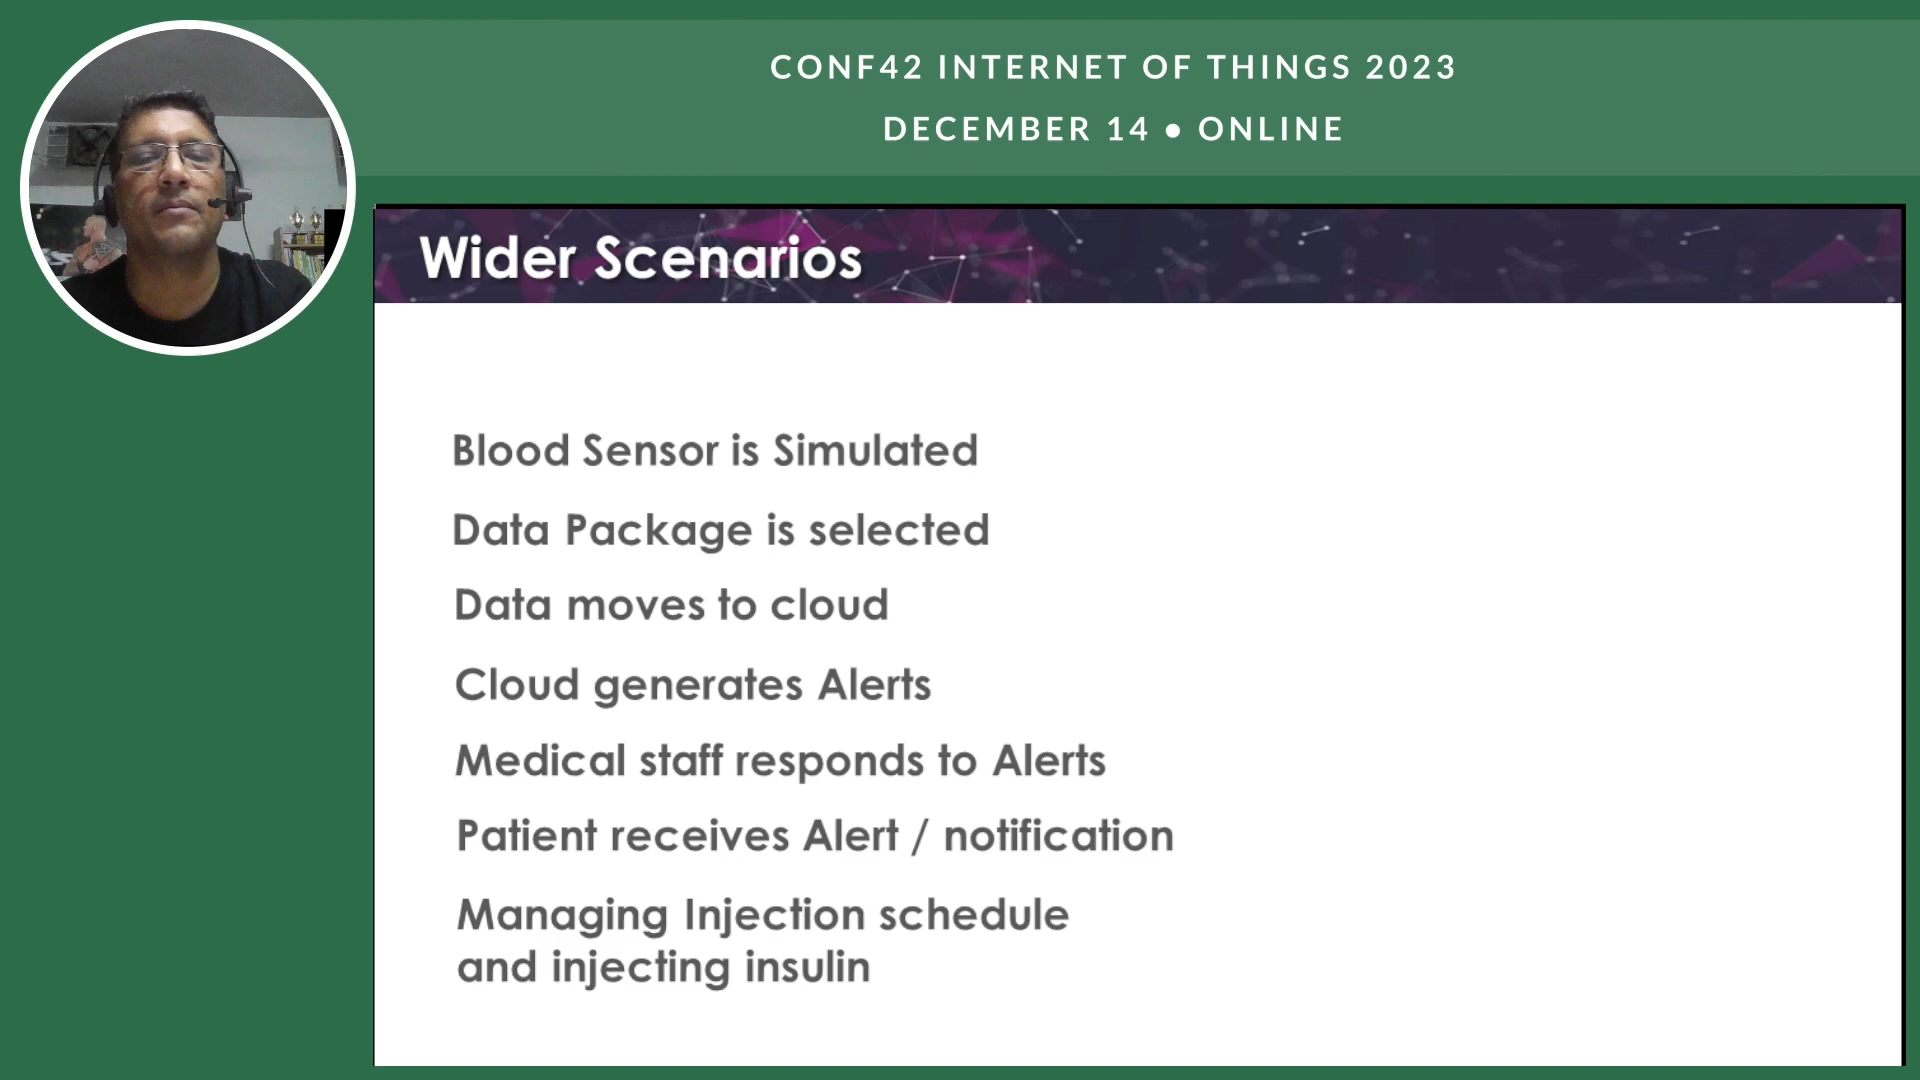 CONF42 INTERNET OF THINGS 2023
DECEMBER 14 • ONLINE
Wider Scenarios
Blood Sensor is Simulated
Data Package is selected
Data moves to cloud
Cloud generates Alerts
Medical staff responds to Alerts
Patient receives Alert / notification
Managing Injection schedule
and injecting insulin